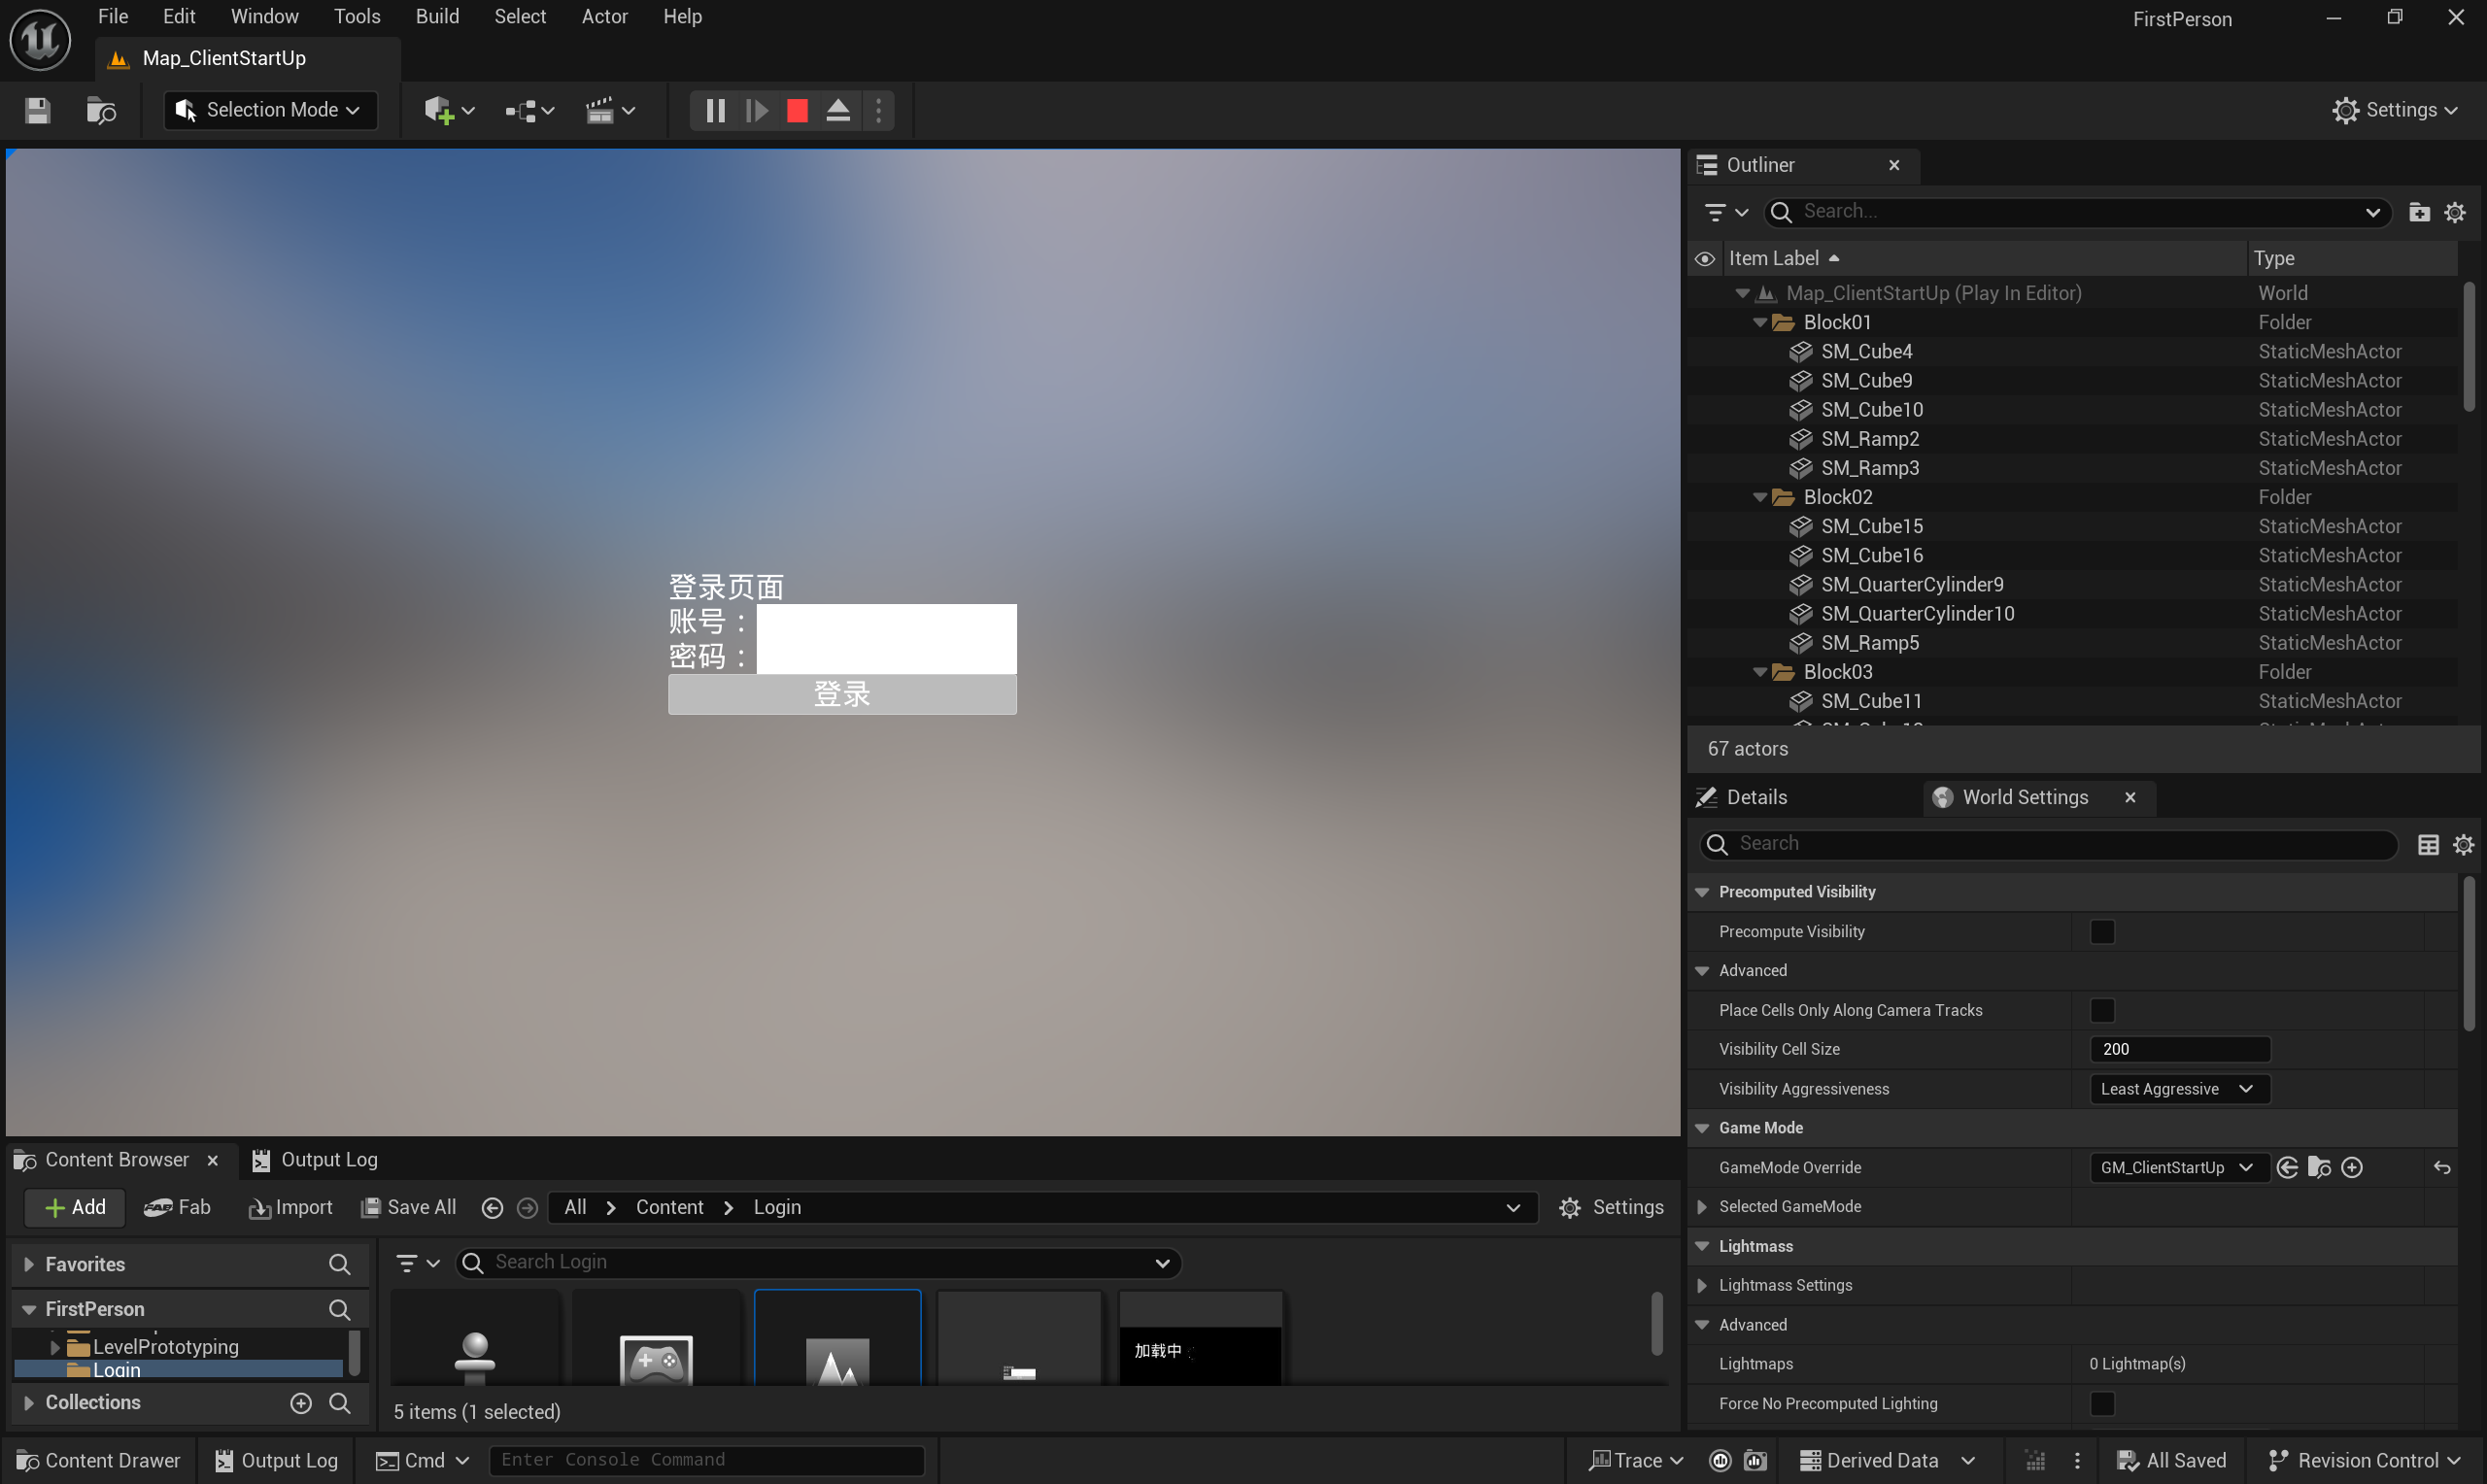 File Edit Window Tools Build Select Actor Help
FirstPerson
Map_ClientStartUp
Selection Mode
Settings
登录页面
账号：
密码：
登录
Outliner
Search...
Item Label Type
Map_ClientStartUp (Play In Editor) World
Block01 Folder
SM_Cube4 StaticMeshActor
SM_Cube9 StaticMeshActor
SM_Cube10 StaticMeshActor
SM_Ramp2 StaticMeshActor
SM_Ramp3 StaticMeshActor
Block02 Folder
SM_Cube15 StaticMeshActor
SM_Cube16 StaticMeshActor
SM_QuarterCylinder9 StaticMeshActor
SM_QuarterCylinder10 StaticMeshActor
SM_Ramp5 StaticMeshActor
Block03 Folder
SM_Cube11 StaticMeshActor
67 actors
Details World Settings
Search
Precomputed Visibility
Precompute Visibility
Advanced
Place Cells Only Along Camera Tracks
Visibility Cell Size 200
Visibility Aggressiveness Least Aggressive
Game Mode
GameMode Override GM_ClientStartUp
Selected GameMode
Lightmass
Lightmass Settings
Advanced
Lightmaps 0 Lightmap(s)
Force No Precomputed Lighting
Content Browser Output Log
Add Fab Import Save All All Content Login Settings
Favorites
Search Login
FirstPerson
LevelPrototyping
Login
Collections
加载中
5 items (1 selected)
Content Drawer Output Log Cmd Enter Console Command Trace Derived Data All Saved Revision Control